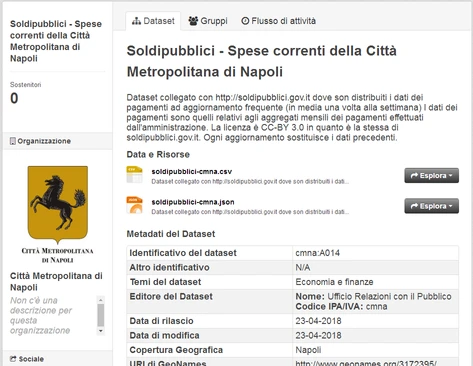 Soldipubblici - Spese
correnti della Città
Metropolitana di
Napoli
Sostenitori
0
Organizzazione
CITTÀ METROPOLITANA
DI NAPOLI
Città Metropolitana di
Napoli
Non c'è una
descrizione per
questa
organizzazione
Sociale
Dataset Gruppi Flusso di attività
Soldipubblici - Spese correnti della Città
Metropolitana di Napoli
Dataset collegato con http://soldipubblici.gov.it dove son distribuiti i dati dei
pagamenti ad aggiornamento frequente (in media una volta alla settimana) I dati dei
pagamenti sono quelli relativi agli aggregati mensili dei pagamenti effettuati
dall'amministrazione. La licenza é CC-BY 3.0 in quanto é la stessa di
soldipubblici.gov.it. Ogni aggiornamento sostituisce i dati precedenti.
Data e Risorse
soldipubblici-cmna.csv
Dataset collegato con http://soldipubblici.gov.it dove son distribuiti i dati...
Esplora
soldipubblici-cmna.json
Dataset collegato con http://soldipubblici.gov.it dove son distribuiti i dati...
Esplora
Metadati del Dataset
Identificativo del dataset cmna:A014
Altro identificativo N/A
Temi del dataset Economia e finanze
Editore del Dataset Nome: Ufficio Relazioni con il Pubblico
Codice IPA/IVA: cmna
Data di rilascio 23-04-2018
Data di modifica 23-04-2018
Copertura Geografica Napoli
URI di GeoNames http://www.geonames.org/3172395/